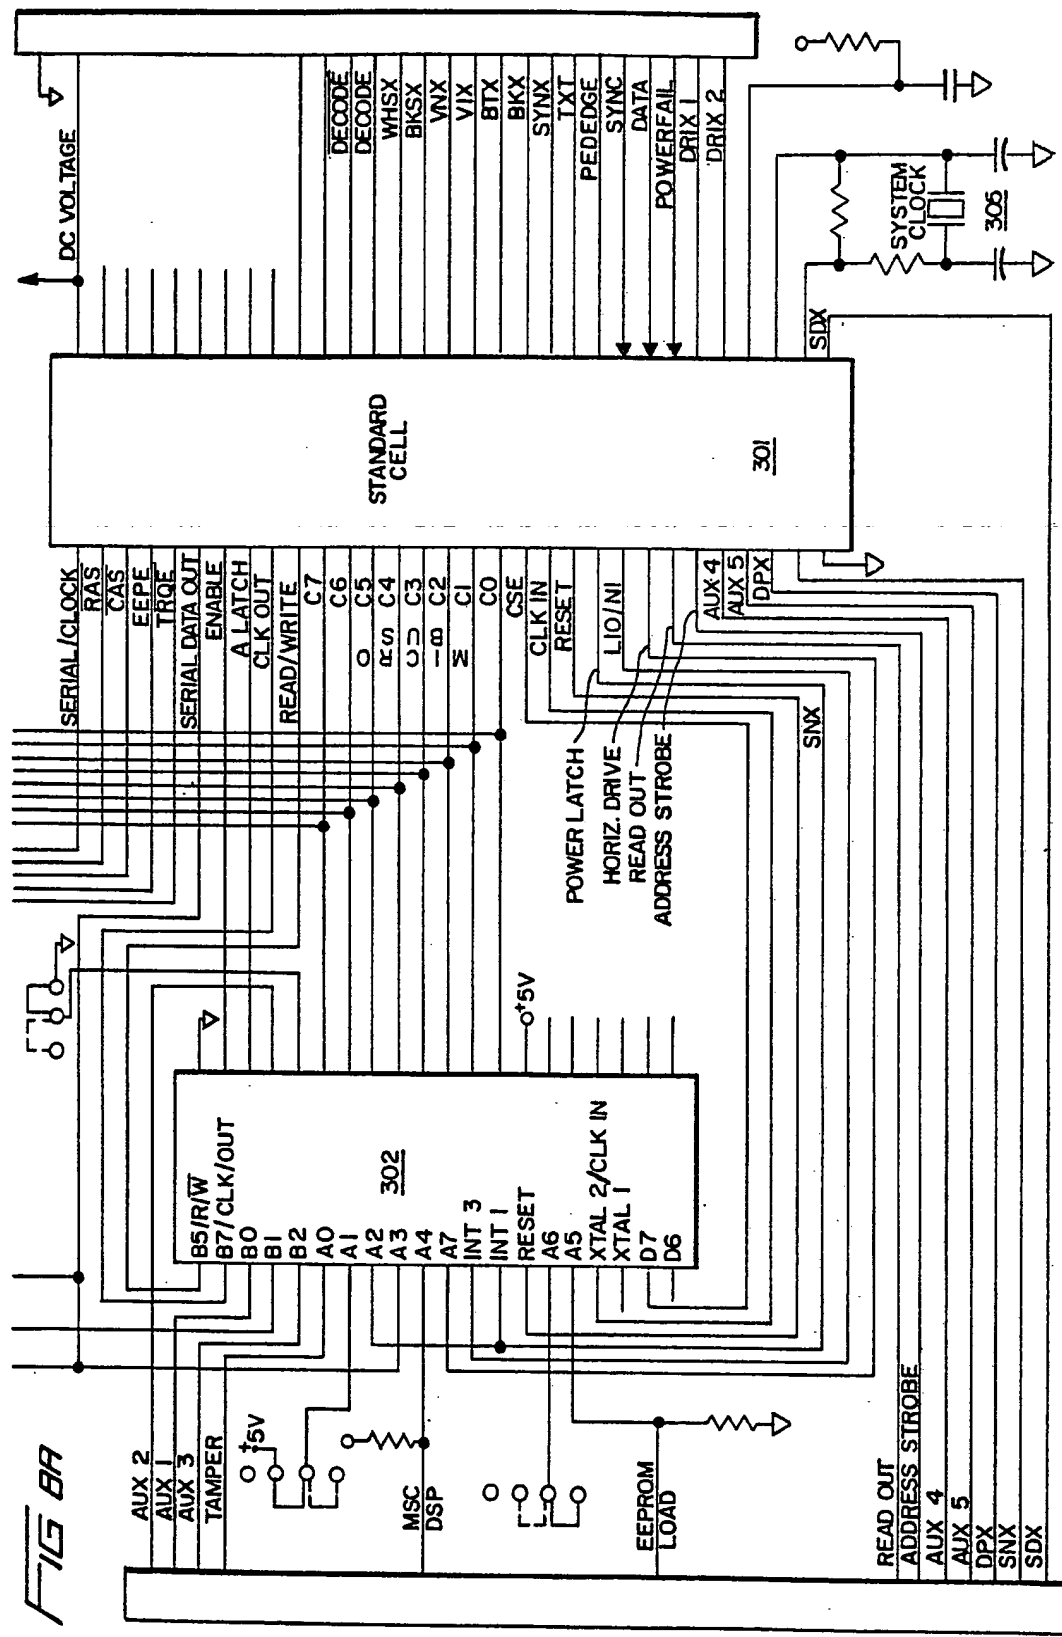 FIG 8A
DC VOLTAGE
DECODE
DECODE
WHSX
BKSX
VNX
VIX
BTX
BKX
SYNX
TXT
PEDEDGE
SYNC
DATA
POWERFAIL
DRIX 1
DRIX 2
SYSTEM
CLOCK
305
SDX
STANDARD
CELL
301
SERIAL/CLOCK
RAS
CAS
EEPE
TRQE
SERIAL DATA OUT
ENABLE
A LATCH
CLK OUT
READ/WRITE
C7
C6
C5
C4
C3
C2
C1
C0
O
R S
C U
I B
M
CSE
CLK IN
RESET
LIO/NI
AUX 4
AUX 5
DPX
POWER LATCH
HORIZ. DRIVE
READ OUT
ADDRESS STROBE
SNX
+5V
302
B5/R/W
B7/CLK/OUT
B0
B1
B2
A0
A1
A2
A3
A4
A7
INT 3
INT 1
RESET
A6
A5
XTAL 2/CLK IN
XTAL 1
D7
D6
AUX 2
AUX 1
AUX 3
TAMPER
+5V
MSC
DSP
EEPROM
LOAD
READ OUT
ADDRESS STROBE
AUX 4
AUX 5
DPX
SNX
SDX